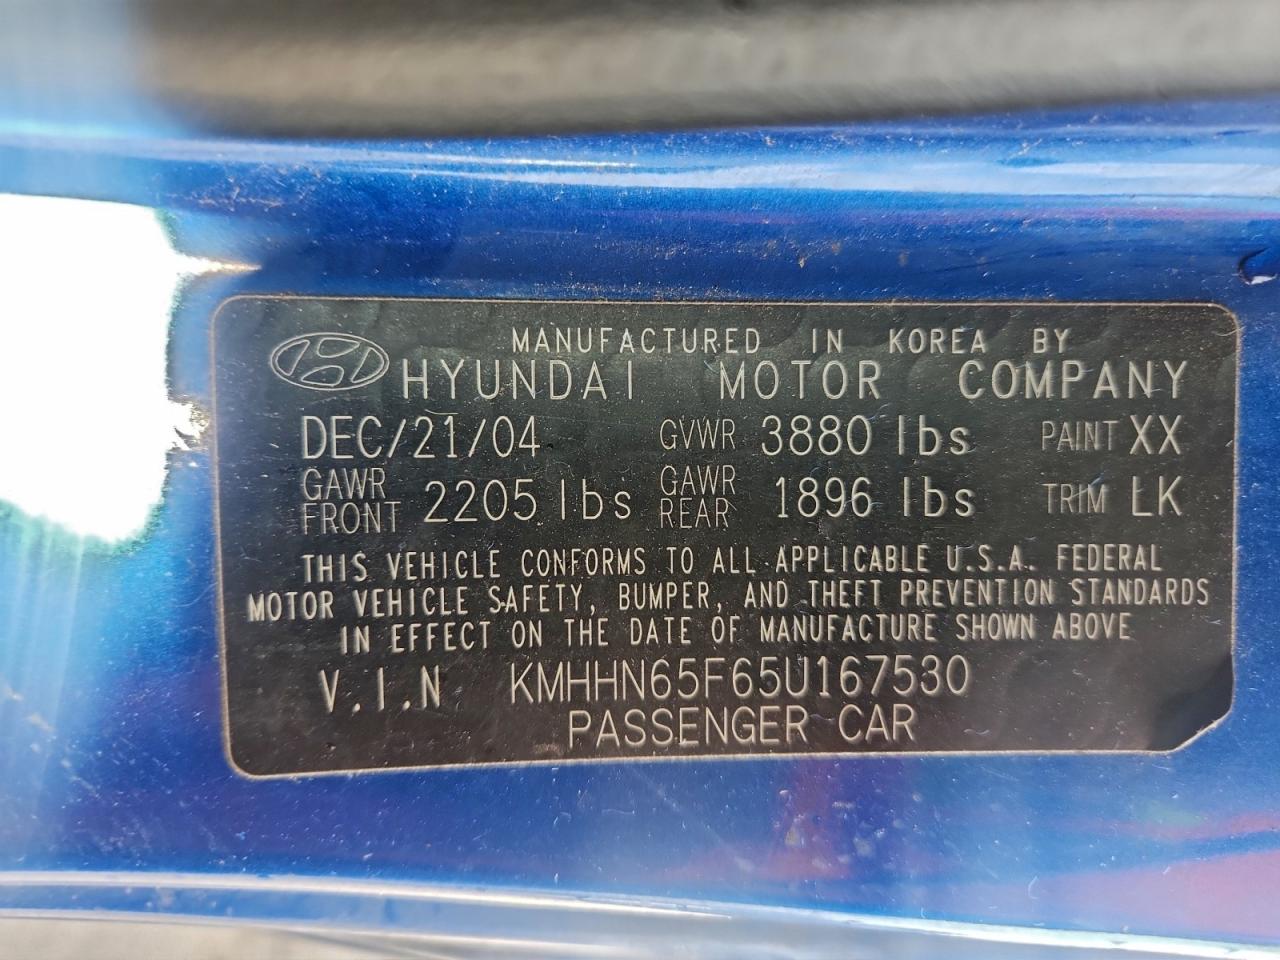 MANUFACTURED IN KOREA BY
HYUNDAI MOTOR COMPANY
DEC/21/04 GVWR 3880 lbs PAINT XX
GAWR FRONT 2205 lbs GAWR REAR 1896 lbs TRIM LK
THIS VEHICLE CONFORMS TO ALL APPLICABLE U.S.A. FEDERAL
MOTOR VEHICLE SAFETY, BUMPER, AND THEFT PREVENTION STANDARDS
IN EFFECT ON THE DATE OF MANUFACTURE SHOWN ABOVE
V.I.N KMHHN65F65U167530
PASSENGER CAR